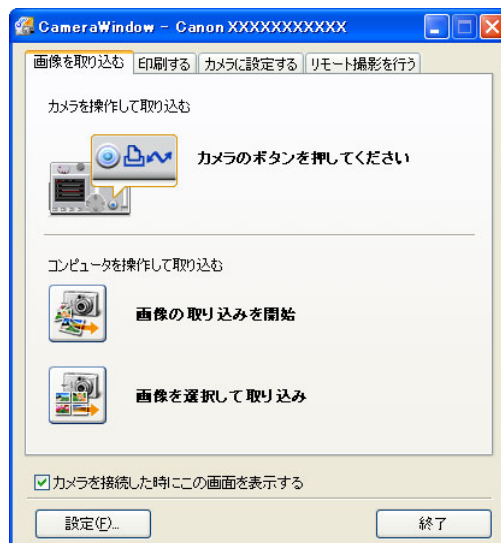 CameraWindow - Canon XXXXXXXXXXX
画像を取り込む 印刷する カメラに設定する リモート撮影を行う
カメラを操作して取り込む
カメラのボタンを押してください
コンピュータを操作して取り込む
画像の取り込みを開始
画像を選択して取り込み
カメラを接続した時にこの画面を表示する
設定(F)... 終了